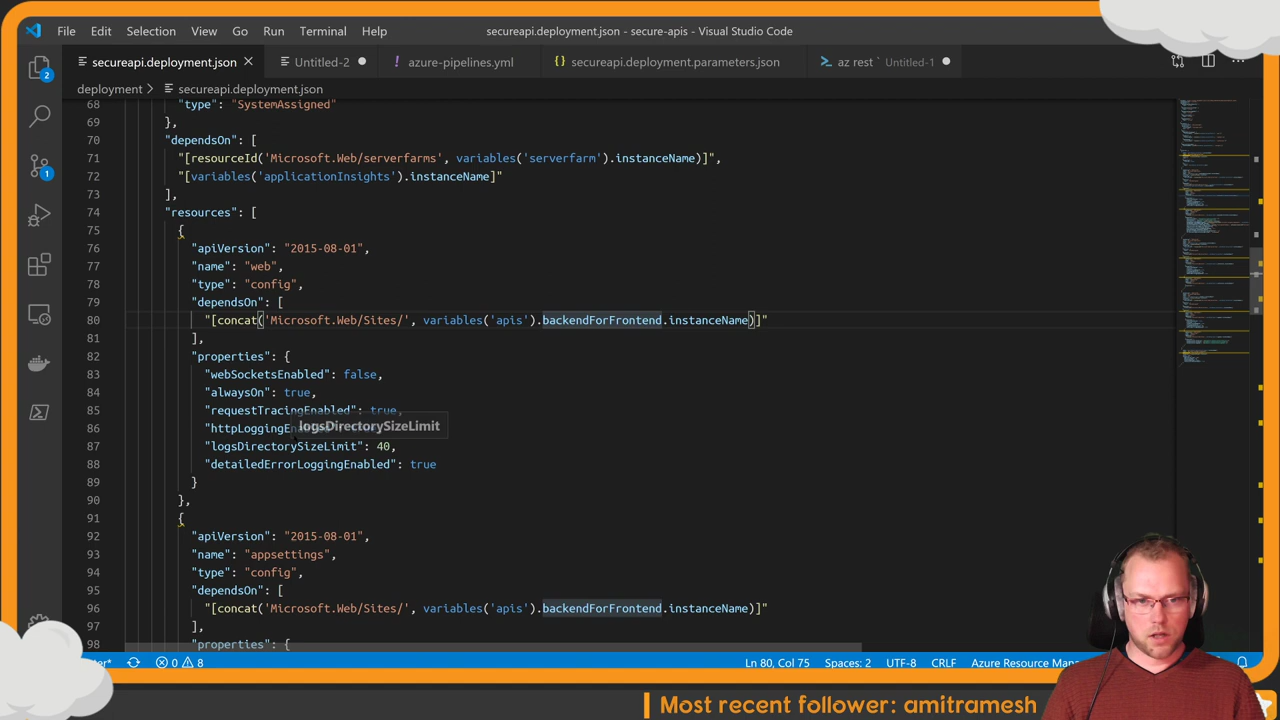 File Edit Selection View Go Run Terminal Help secureapi.deployment.json - secure-apis - Visual Studio Code
secureapi.deployment.json Untitled-2 azure-pipelines.yml {} secureapi.deployment.parameters.json az rest ` Untitled-1
deployment > secureapi.deployment.json
68 "type": "SystemAssigned"
69 },
70 "dependsOn": [
71 "[resourceId('Microsoft.Web/serverfarms', variables('serverfarm').instanceName)]",
72 "[variables('applicationInsights').instanceName]"
73 ],
74 "resources": [
75 {
76 "apiVersion": "2015-08-01",
77 "name": "web",
78 "type": "config",
79 "dependsOn": [
80 "[concat('Microsoft.Web/Sites/', variables('apis').backendForFrontend.instanceName)]"
81 ],
82 "properties": {
83 "webSocketsEnabled": false,
84 "alwaysOn": true,
85 "requestTracingEnabled": true,
86 "httpLoggingEn
logsDirectorySizeLimit
87 "logsDirectorySizeLimit": 40,
88 "detailedErrorLoggingEnabled": true
89 }
90 },
91 {
92 "apiVersion": "2015-08-01",
93 "name": "appsettings",
94 "type": "config",
95 "dependsOn": [
96 "[concat('Microsoft.Web/Sites/', variables('apis').backendForFrontend.instanceName)]"
97 ],
98 "properties": {
2
1
0 8 Ln 80, Col 75 Spaces: 2 UTF-8 CRLF Azure Resource
Most recent follower: amitramesh